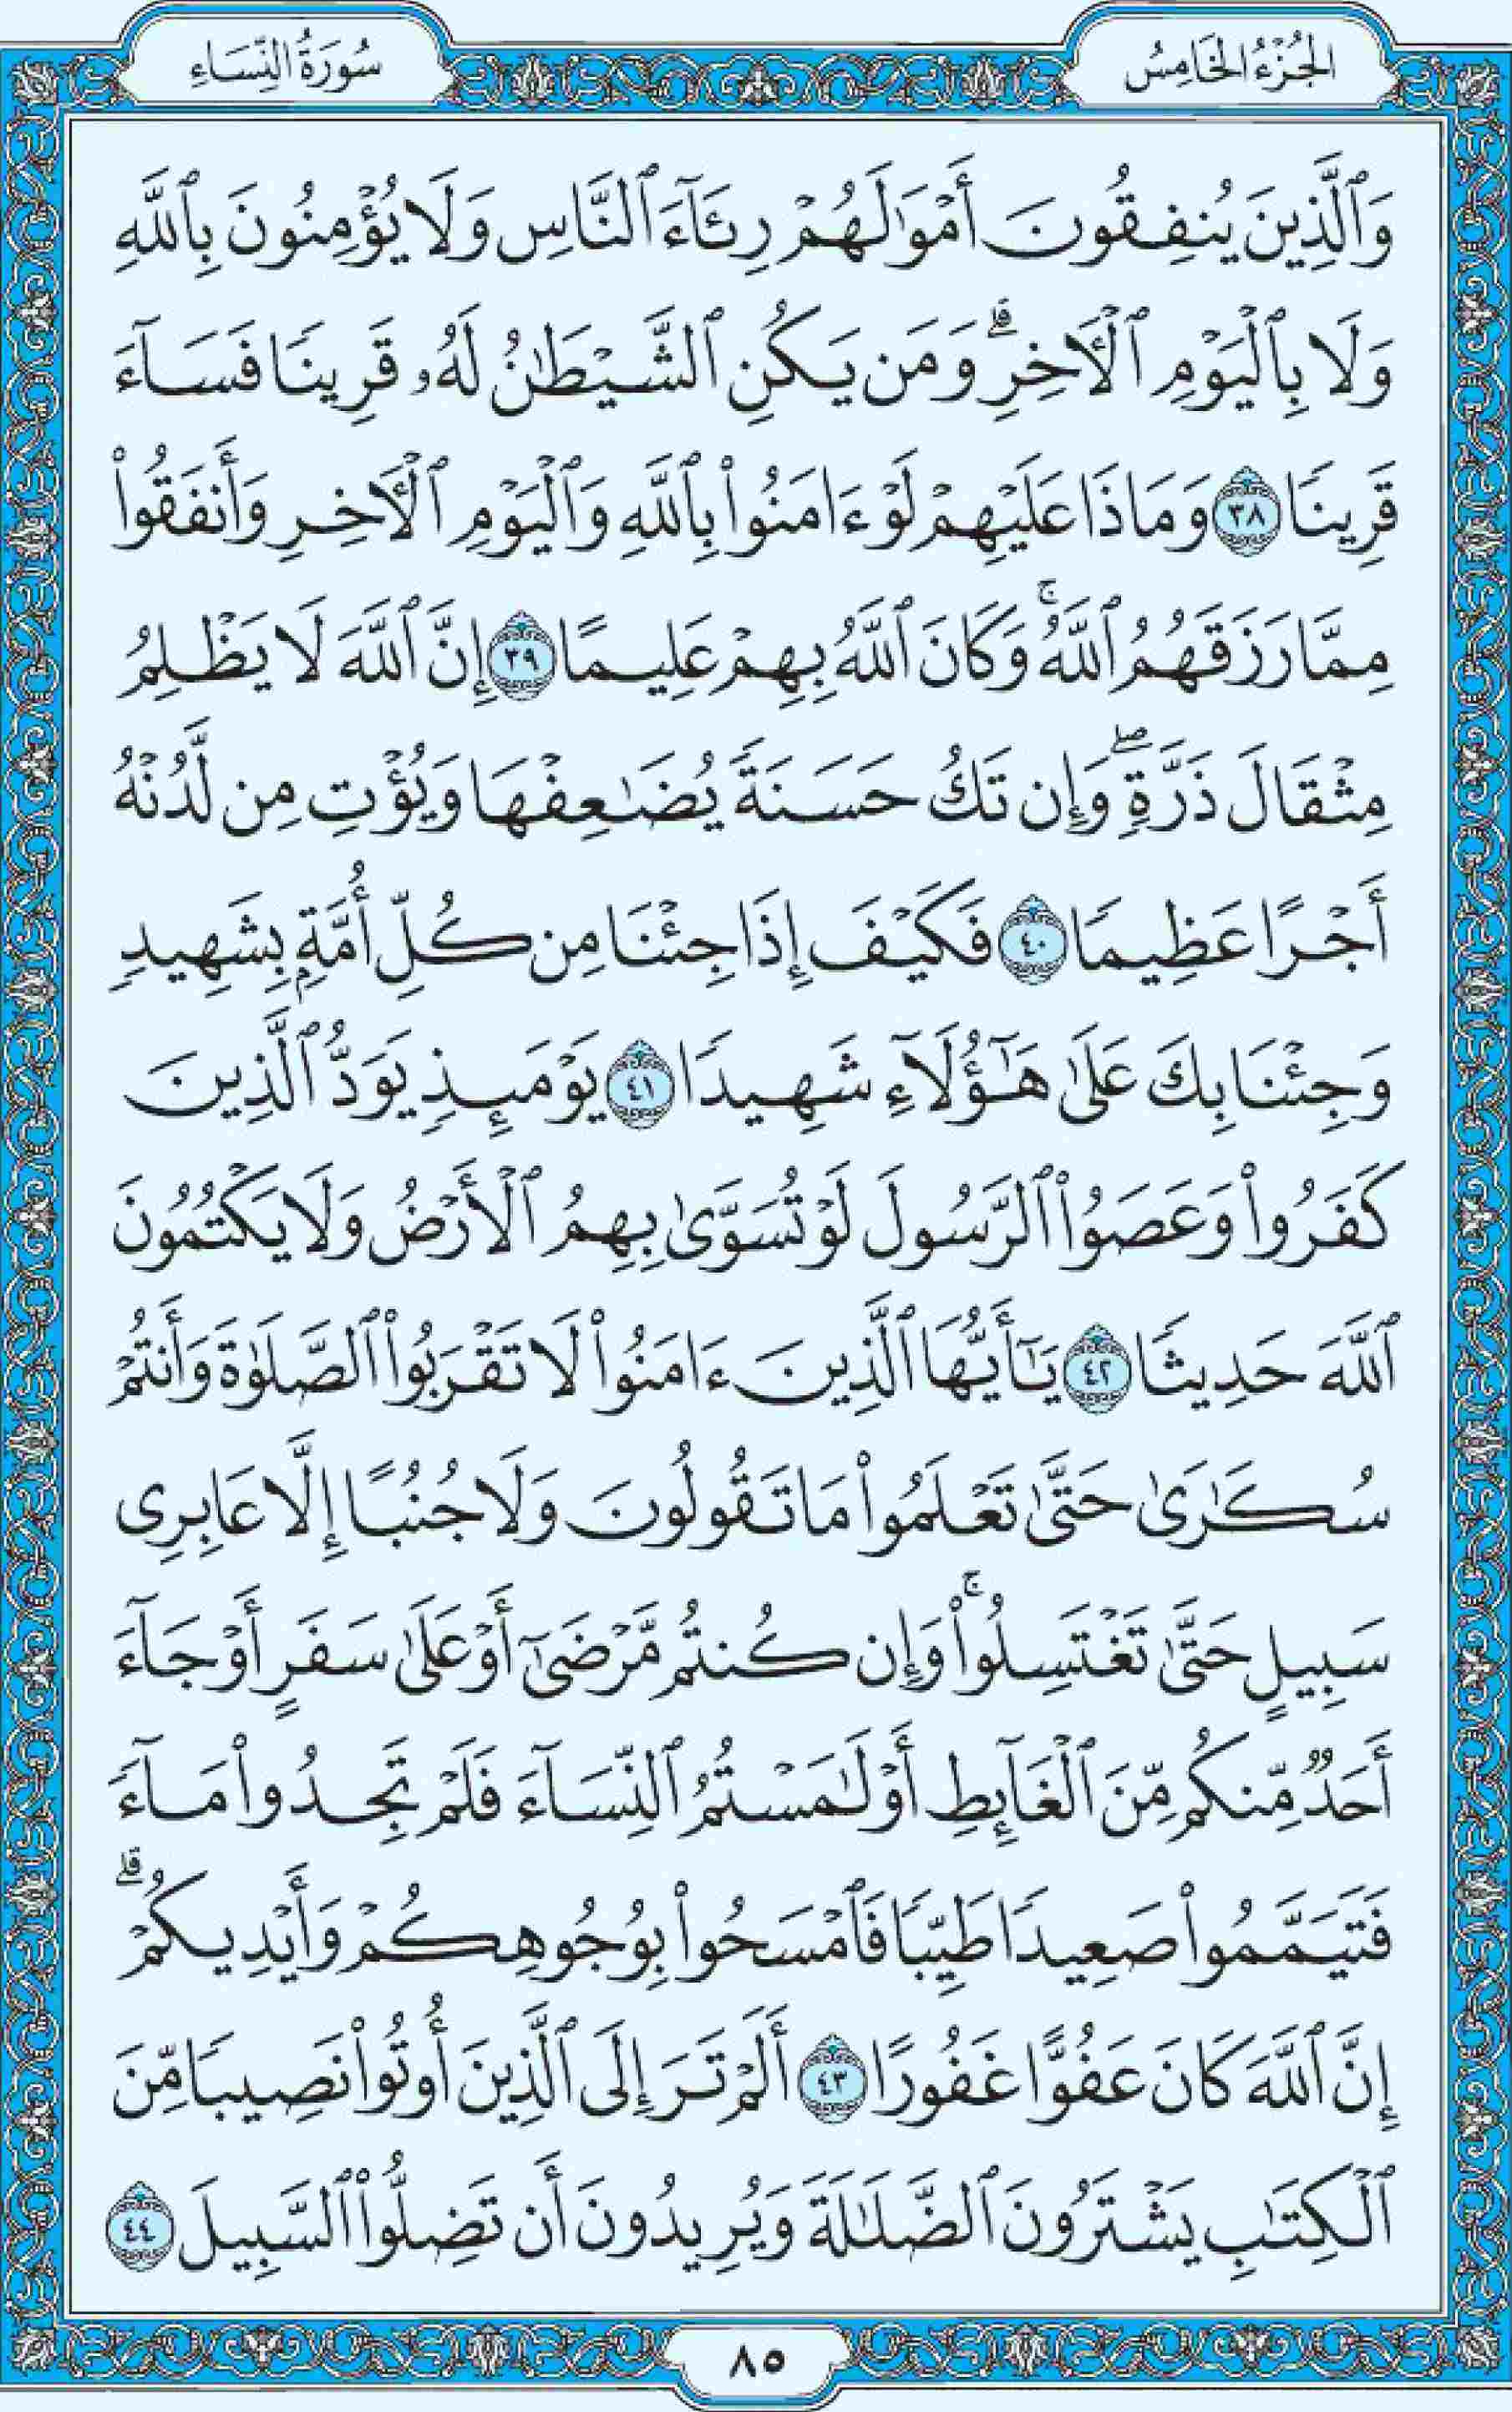 الجُزْءُ الخَامِسُ
سُورَةُ النِّسَاءِ
وَٱلَّذِينَ يُنفِقُونَ أَمْوَٰلَهُمْ رِئَآءَ ٱلنَّاسِ وَلَا يُؤْمِنُونَ بِٱللَّهِ
وَلَا بِٱلْيَوْمِ ٱلْأَخِرِۗ وَمَن يَكُنِ ٱلشَّيْطَٰنُ لَهُۥ قَرِينًا فَسَآءَ
قَرِينًا ٣٨ وَمَاذَا عَلَيْهِمْ لَوْ ءَامَنُوا۟ بِٱللَّهِ وَٱلْيَوْمِ ٱلْأَخِرِ وَأَنفَقُوا۟
مِمَّا رَزَقَهُمُ ٱللَّهُۚ وَكَانَ ٱللَّهُ بِهِمْ عَلِيمًا ٣٩ إِنَّ ٱللَّهَ لَا يَظْلِمُ
مِثْقَالَ ذَرَّةٍۖ وَإِن تَكُ حَسَنَةً يُضَٰعِفْهَا وَيُؤْتِ مِن لَّدُنْهُ
أَجْرًا عَظِيمًا ٤٠ فَكَيْفَ إِذَا جِئْنَا مِن كُلِّ أُمَّةٍۭ بِشَهِيدٍ
وَجِئْنَا بِكَ عَلَىٰ هَٰٓؤُلَآءِ شَهِيدًا ٤١ يَوْمَئِذٍ يَوَدُّ ٱلَّذِينَ
كَفَرُوا۟ وَعَصَوُا۟ ٱلرَّسُولَ لَوْ تُسَوَّىٰ بِهِمُ ٱلْأَرْضُ وَلَا يَكْتُمُونَ
ٱللَّهَ حَدِيثًا ٤٢ يَٰٓأَيُّهَا ٱلَّذِينَ ءَامَنُوا۟ لَا تَقْرَبُوا۟ ٱلصَّلَوٰةَ وَأَنتُمْ
سُكَٰرَىٰ حَتَّىٰ تَعْلَمُوا۟ مَا تَقُولُونَ وَلَا جُنُبًا إِلَّا عَابِرِى
سَبِيلٍ حَتَّىٰ تَغْتَسِلُوا۟ۚ وَإِن كُنتُم مَّرْضَىٰٓ أَوْ عَلَىٰ سَفَرٍ أَوْ جَآءَ
أَحَدٌ مِّنكُم مِّنَ ٱلْغَآئِطِ أَوْ لَٰمَسْتُمُ ٱلنِّسَآءَ فَلَمْ تَجِدُوا۟ مَآءً
فَتَيَمَّمُوا۟ صَعِيدًا طَيِّبًا فَٱمْسَحُوا۟ بِوُجُوهِكُمْ وَأَيْدِيكُمْۗ
إِنَّ ٱللَّهَ كَانَ عَفُوًّا غَفُورًا ٤٣ أَلَمْ تَرَ إِلَى ٱلَّذِينَ أُوتُوا۟ نَصِيبًا مِّنَ
ٱلْكِتَٰبِ يَشْتَرُونَ ٱلضَّلَٰلَةَ وَيُرِيدُونَ أَن تَضِلُّوا۟ ٱلسَّبِيلَ ٤٤
٨٥